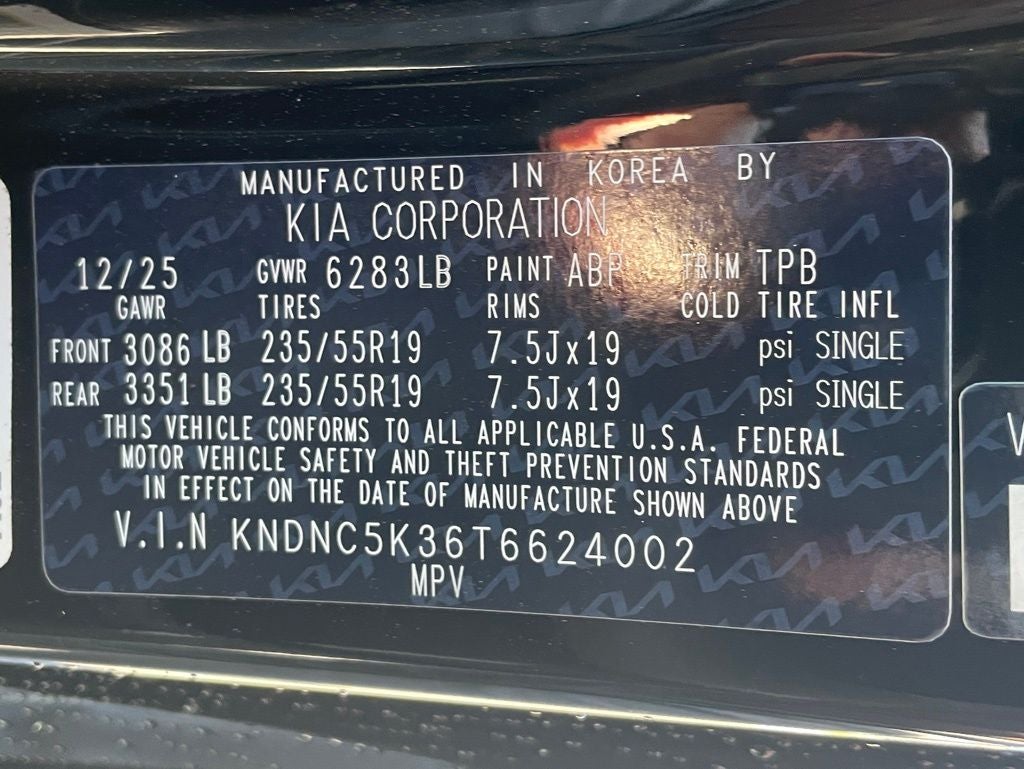 MANUFACTURED IN KOREA BY
KIA CORPORATION
12/25 GVWR 6283LB PAINT ABP TRIM TPB
GAWR TIRES RIMS COLD TIRE INFL
FRONT 3086 LB 235/55R19 7.5Jx19 psi SINGLE
REAR 3351 LB 235/55R19 7.5Jx19 psi SINGLE
THIS VEHICLE CONFORMS TO ALL APPLICABLE U.S.A. FEDERAL
MOTOR VEHICLE SAFETY AND THEFT PREVENTION STANDARDS
IN EFFECT ON THE DATE OF MANUFACTURE SHOWN ABOVE
V.I.N KNDNC5K36T6624002
MPV